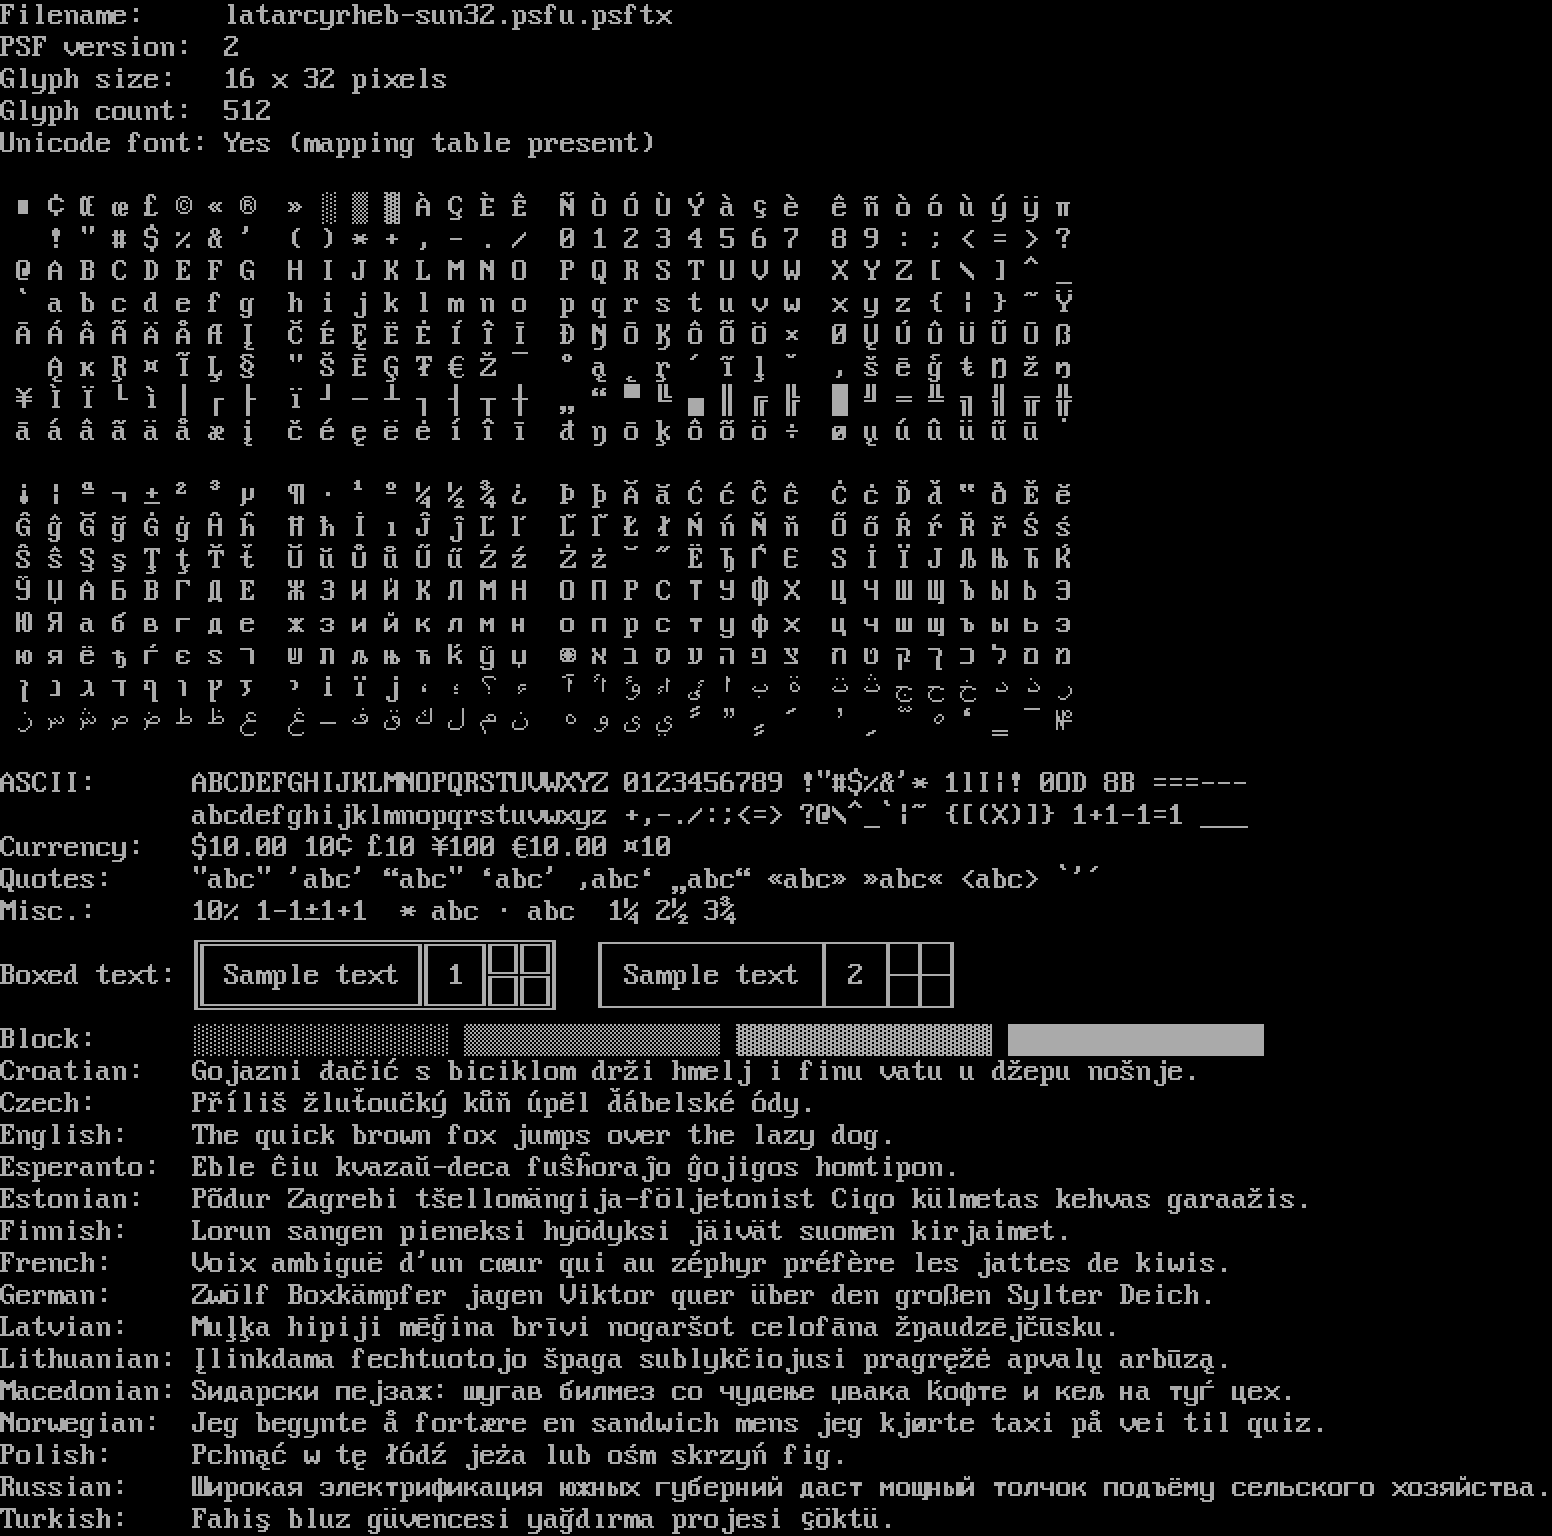 Filename: latarcyrheb-sun32.psfu.psftx
PSF version: 2
Glyph size: 16 x 32 pixels
Glyph count: 512
Unicode font: Yes (mapping table present)
■ ¢ Œ œ £ © « ® » ░ ▒ ▓ À Ç È Ê Ñ Ò Ó Ù Ý à ç è ê ñ ò ó ù ý ÿ π
! " # $ % & ' ( ) * + , - . / 0 1 2 3 4 5 6 7 8 9 : ; < = > ?
@ A B C D E F G H I J K L M N O P Q R S T U V W X Y Z [ \ ] ^ _
` a b c d e f g h i j k l m n o p q r s t u v w x y z { ¦ } ~ Ÿ
Ā Á Â Ã Ä Å Æ Į Č É Ę Ë Ė Í Î Ī Đ Ŋ Ō Ķ Ô Õ Ö × Ø Ų Ú Û Ü Ű Ū ß
Ą ĸ Ŗ ¤ Ĩ Ļ § " Š Ē Ģ Ŧ € Ž ¯ ° ą ˛ ŗ ´ ĩ ļ ˇ ‚ š ē ģ ŧ Ŋ ž ŋ
¥ Ì Ï └ ì │ ┌ ├ ï ┘ ─ ┴ ┐ ┤ ┬ ┼ „ “ ▀ ╚ ▄ ║ ╔ ╠ █ ╝ ═ ╩ ╗ ╣ ╦ ╬
ā á â ã ä å æ į č é ę ë ė í î ī đ ŋ ō ķ ô õ ö ÷ ø ų ú û ü ű ū ˙
¡ ¦ ª ¬ ± ² ³ µ ¶ · ¹ º ¼ ½ ¾ ¿ Þ þ Ă ă Ć ć Ĉ ĉ Ċ ċ Ď ď ‟ ð Ě ě
Ĝ ĝ Ğ ğ Ġ ġ Ĥ ĥ Ħ ħ İ ı Ĵ ĵ Ĺ ĺ Ľ ľ Ł ł Ń ń Ň ň Ő ő Ŕ ŕ Ř ř Ś ś
Ŝ ŝ Ş ş Ţ ţ Ť ť Ŭ ŭ Ů ů Ű ű Ź ź Ż ż ˘ ˝ Ё Ђ Ѓ Є Ѕ І Ї Ј Љ Њ Ћ Ќ
Ў Џ А Б В Г Д Е Ж З И Й К Л М Н О П Р С Т У Ф Х Ц Ч Ш Щ Ъ Ы Ь Э
Ю Я а б в г д е ж з и й к л м н о п р с т у ф х ц ч ш щ ъ ы ь э
ю я ё ђ ѓ є ѕ ך װ ת љ њ ћ ќ ў џ ⊛ א ב ס ע ה פ צ ח ט ק ך כ ל ם מ
ן נ ג ד ף ו ץ ז י і ї ј ، ؛ ؟ ء آ أ ؤ إ ئ ا ب ة ت ث ج ح خ د ذ ر
ز س ش ص ض ط ظ ع غ ـ ف ق ك ل م ن ه و ى ي ً ٌ ٍ َ ُ ِ ّ ْ ‘ ‗ ‾ №
ASCII: ABCDEFGHIJKLMNOPQRSTUVWXYZ 0123456789 !"#$%&'* 1lI¦! 0OD 8B ===---
abcdefghijklmnopqrstuvwxyz +,-./:;<=> ?@\^_`¦~ {[(X)]} 1+1-1=1 ___
Currency: $10.00 10¢ £10 ¥100 €10.00 ¤10
Quotes: "abc" 'abc' “abc" ‘abc' ‚abc‘ „abc“ «abc» »abc« <abc> `'´
Misc.: 10% 1-1±1+1 * abc · abc 1¼ 2½ 3¾
Boxed text: Sample text 1 Sample text 2
Block: ░░░░░░░░░░░░░░░░ ▒▒▒▒▒▒▒▒▒▒▒▒▒▒▒▒ ▓▓▓▓▓▓▓▓▓▓▓▓▓▓▓▓ ████████████████
Croatian: Gojazni đačić s biciklom drži hmelj i finu vatu u džepu nošnje.
Czech: Příliš žluťoučký kůň úpěl ďábelské ódy.
English: The quick brown fox jumps over the lazy dog.
Esperanto: Eble ĉiu kvazaŭ-deca fuŝĥoraĵo ĝojigos homtipon.
Estonian: Põdur Zagrebi tšellomängija-följetonist Ciqo külmetas kehvas garaažis.
Finnish: Lorun sangen pieneksi hyödyksi jäivät suomen kirjaimet.
French: Voix ambiguë d'un cœur qui au zéphyr préfère les jattes de kiwis.
German: Zwölf Boxkämpfer jagen Viktor quer über den großen Sylter Deich.
Latvian: Muļķa hipiji mēģina brīvi nogaršot celofāna žņaudzējčūsku.
Lithuanian: Įlinkdama fechtuotojo špaga sublykčiojusi pragręžė apvalų arbūzą.
Macedonian: Ѕидарски пејзаж: шугав билмез со чудење џвака ќофте и кељ на туѓ цех.
Norwegian: Jeg begynte å fortære en sandwich mens jeg kjørte taxi på vei til quiz.
Polish: Pchnąć w tę łódź jeża lub ośm skrzyń fig.
Russian: Широкая электрификация южных губерний даст мощный толчок подъёму сельского хозяйства.
Turkish: Fahiş bluz güvencesi yağdırma projesi çöktü.